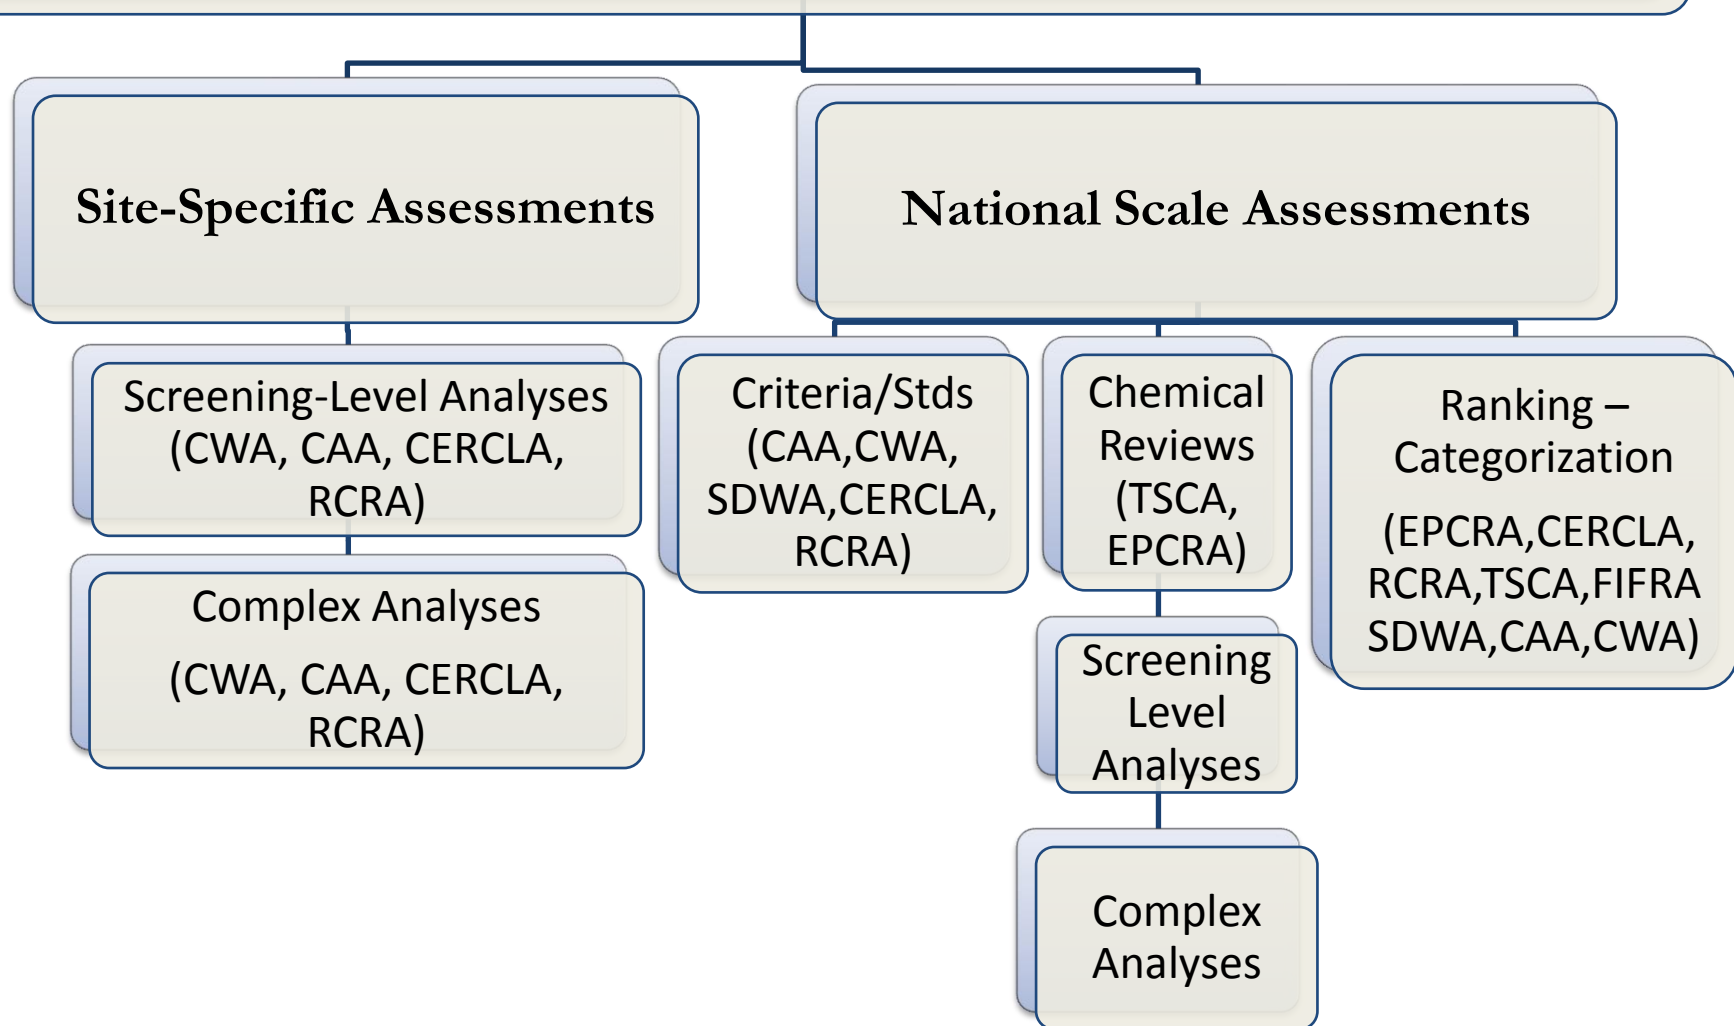 Site-Specific Assessments
National Scale Assessments
Screening-Level Analyses
(CWA, CAA, CERCLA,
RCRA)
Complex Analyses
(CWA, CAA, CERCLA,
RCRA)
Criteria/Stds
(CAA,CWA,
SDWA,CERCLA,
RCRA)
Chemical
Reviews
(TSCA,
EPCRA)
Screening
Level
Analyses
Complex
Analyses
Ranking –
Categorization
(EPCRA,CERCLA,
RCRA,TSCA,FIFRA
SDWA,CAA,CWA)